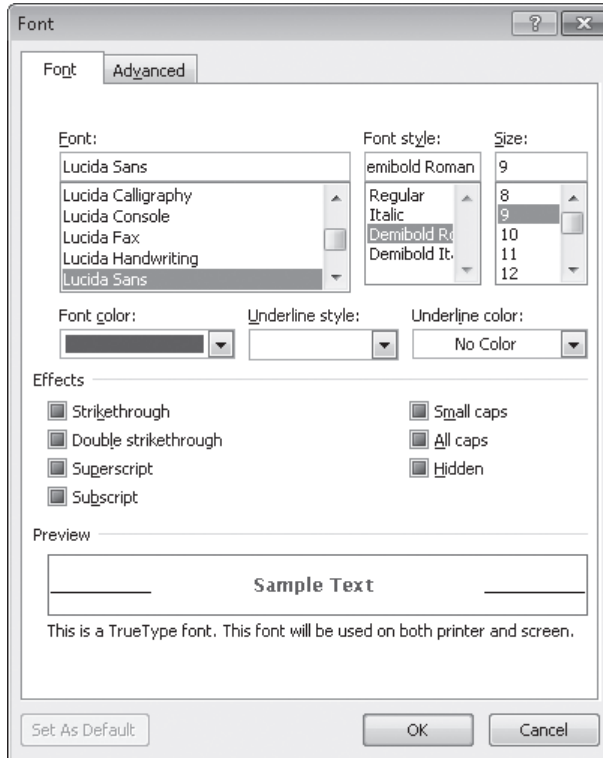 Font
Font Advanced
Font: Font style: Size:
Lucida Sans emibold Roman 9
Lucida Calligraphy Regular 8
Lucida Console Italic 9
Lucida Fax Demibold Ro 10
Lucida Handwriting Demibold It. 11
Lucida Sans 12
Font color: Underline style: Underline color:
No Color
Effects
Strikethrough Small caps
Double strikethrough All caps
Superscript Hidden
Subscript
Preview
Sample Text
This is a TrueType font. This font will be used on both printer and screen.
Set As Default OK Cancel